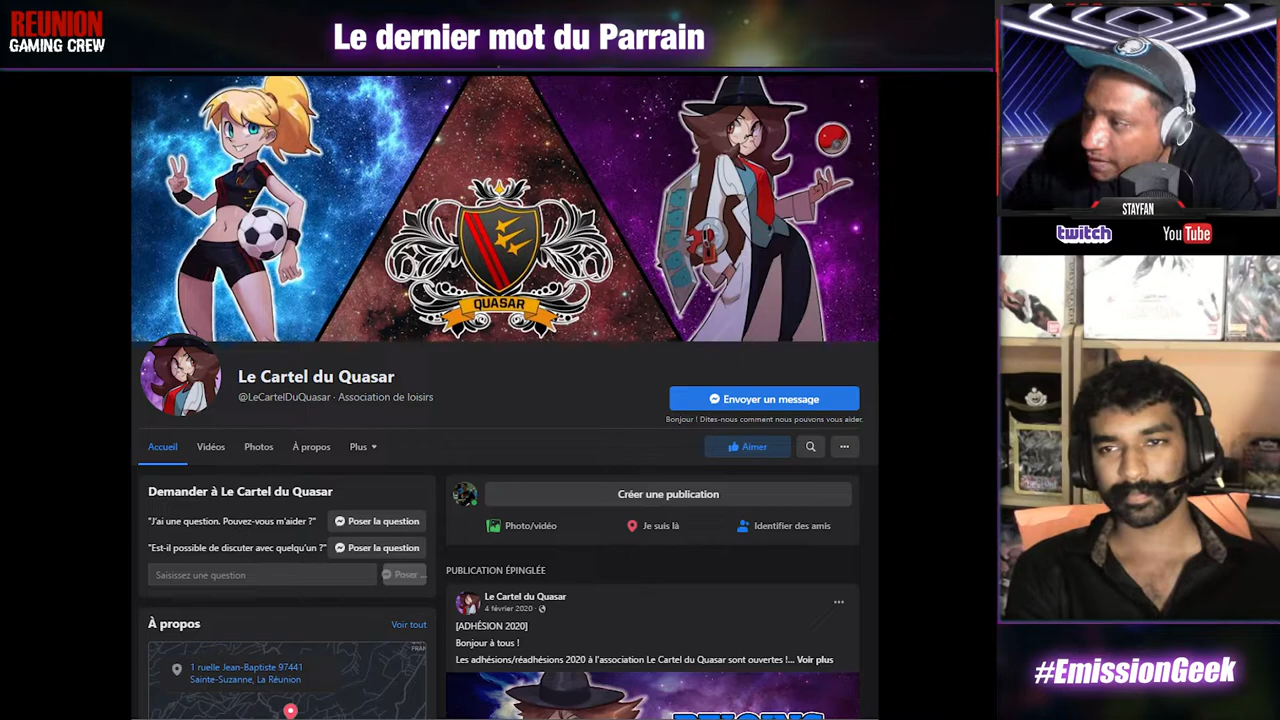 REUNION
GAMING CREW
Le dernier mot du Parrain
STAYFAN
twitch
YouTube
QUASAR
Le Cartel du Quasar
@LeCartelDuQuasar · Association de loisirs
Envoyer un message
Bonjour ! Dites-nous comment nous pouvons vous aider.
Accueil
Vidéos
Photos
À propos
Plus
Aimer
Demander à Le Cartel du Quasar
"J'ai une question. Pouvez-vous m'aider ?"
Poser la question
"Est-il possible de discuter avec quelqu'un ?"
Poser la question
Saisissez une question
Poser ...
Créer une publication
Photo/vidéo
Je suis là
Identifier des amis
PUBLICATION ÉPINGLÉE
Le Cartel du Quasar
4 février 2020 ·
[ADHÉSION 2020]
Bonjour à tous !
Les adhésions/réadhésions 2020 à l'association Le Cartel du Quasar sont ouvertes !... Voir plus
À propos
Voir tout
1 ruelle Jean-Baptiste 97441
Sainte-Suzanne, La Réunion
#EmissionGeek